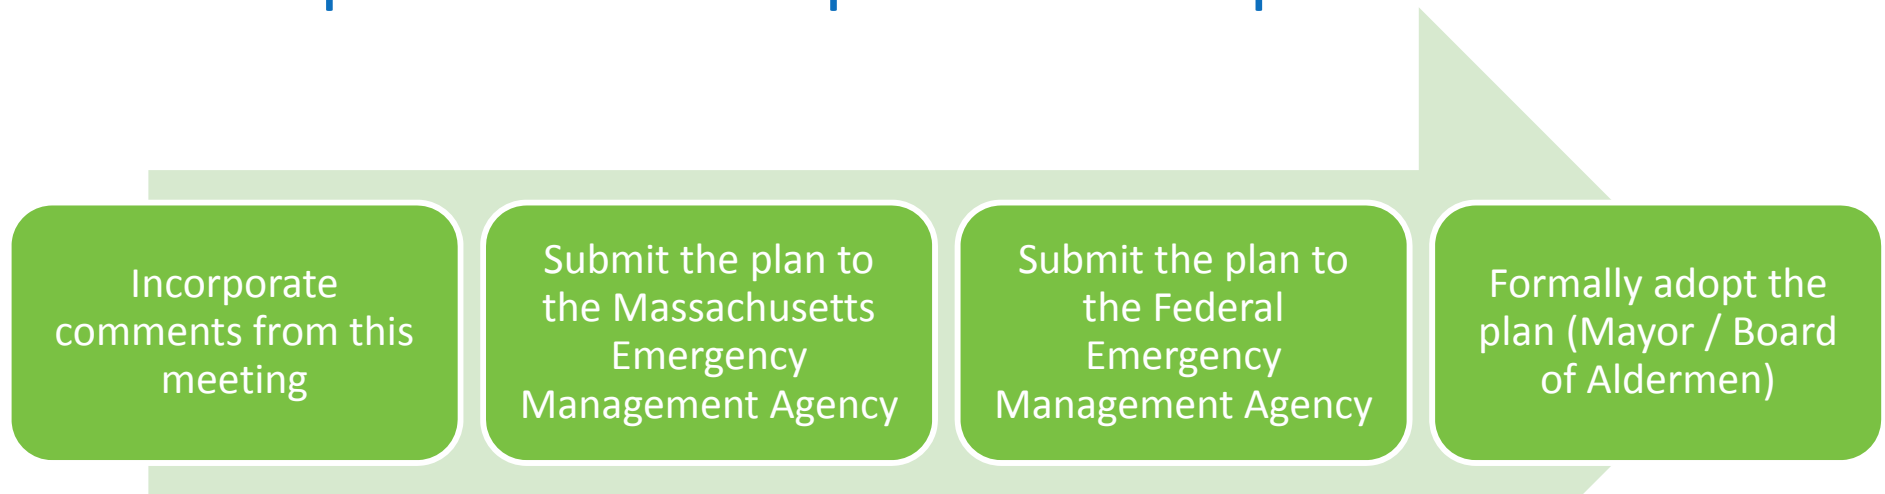 Incorporate
comments from this
meeting
Submit the plan to
the Massachusetts
Emergency
Management Agency
Submit the plan to
the Federal
Emergency
Management Agency
Formally adopt the
plan (Mayor / Board
of Aldermen)